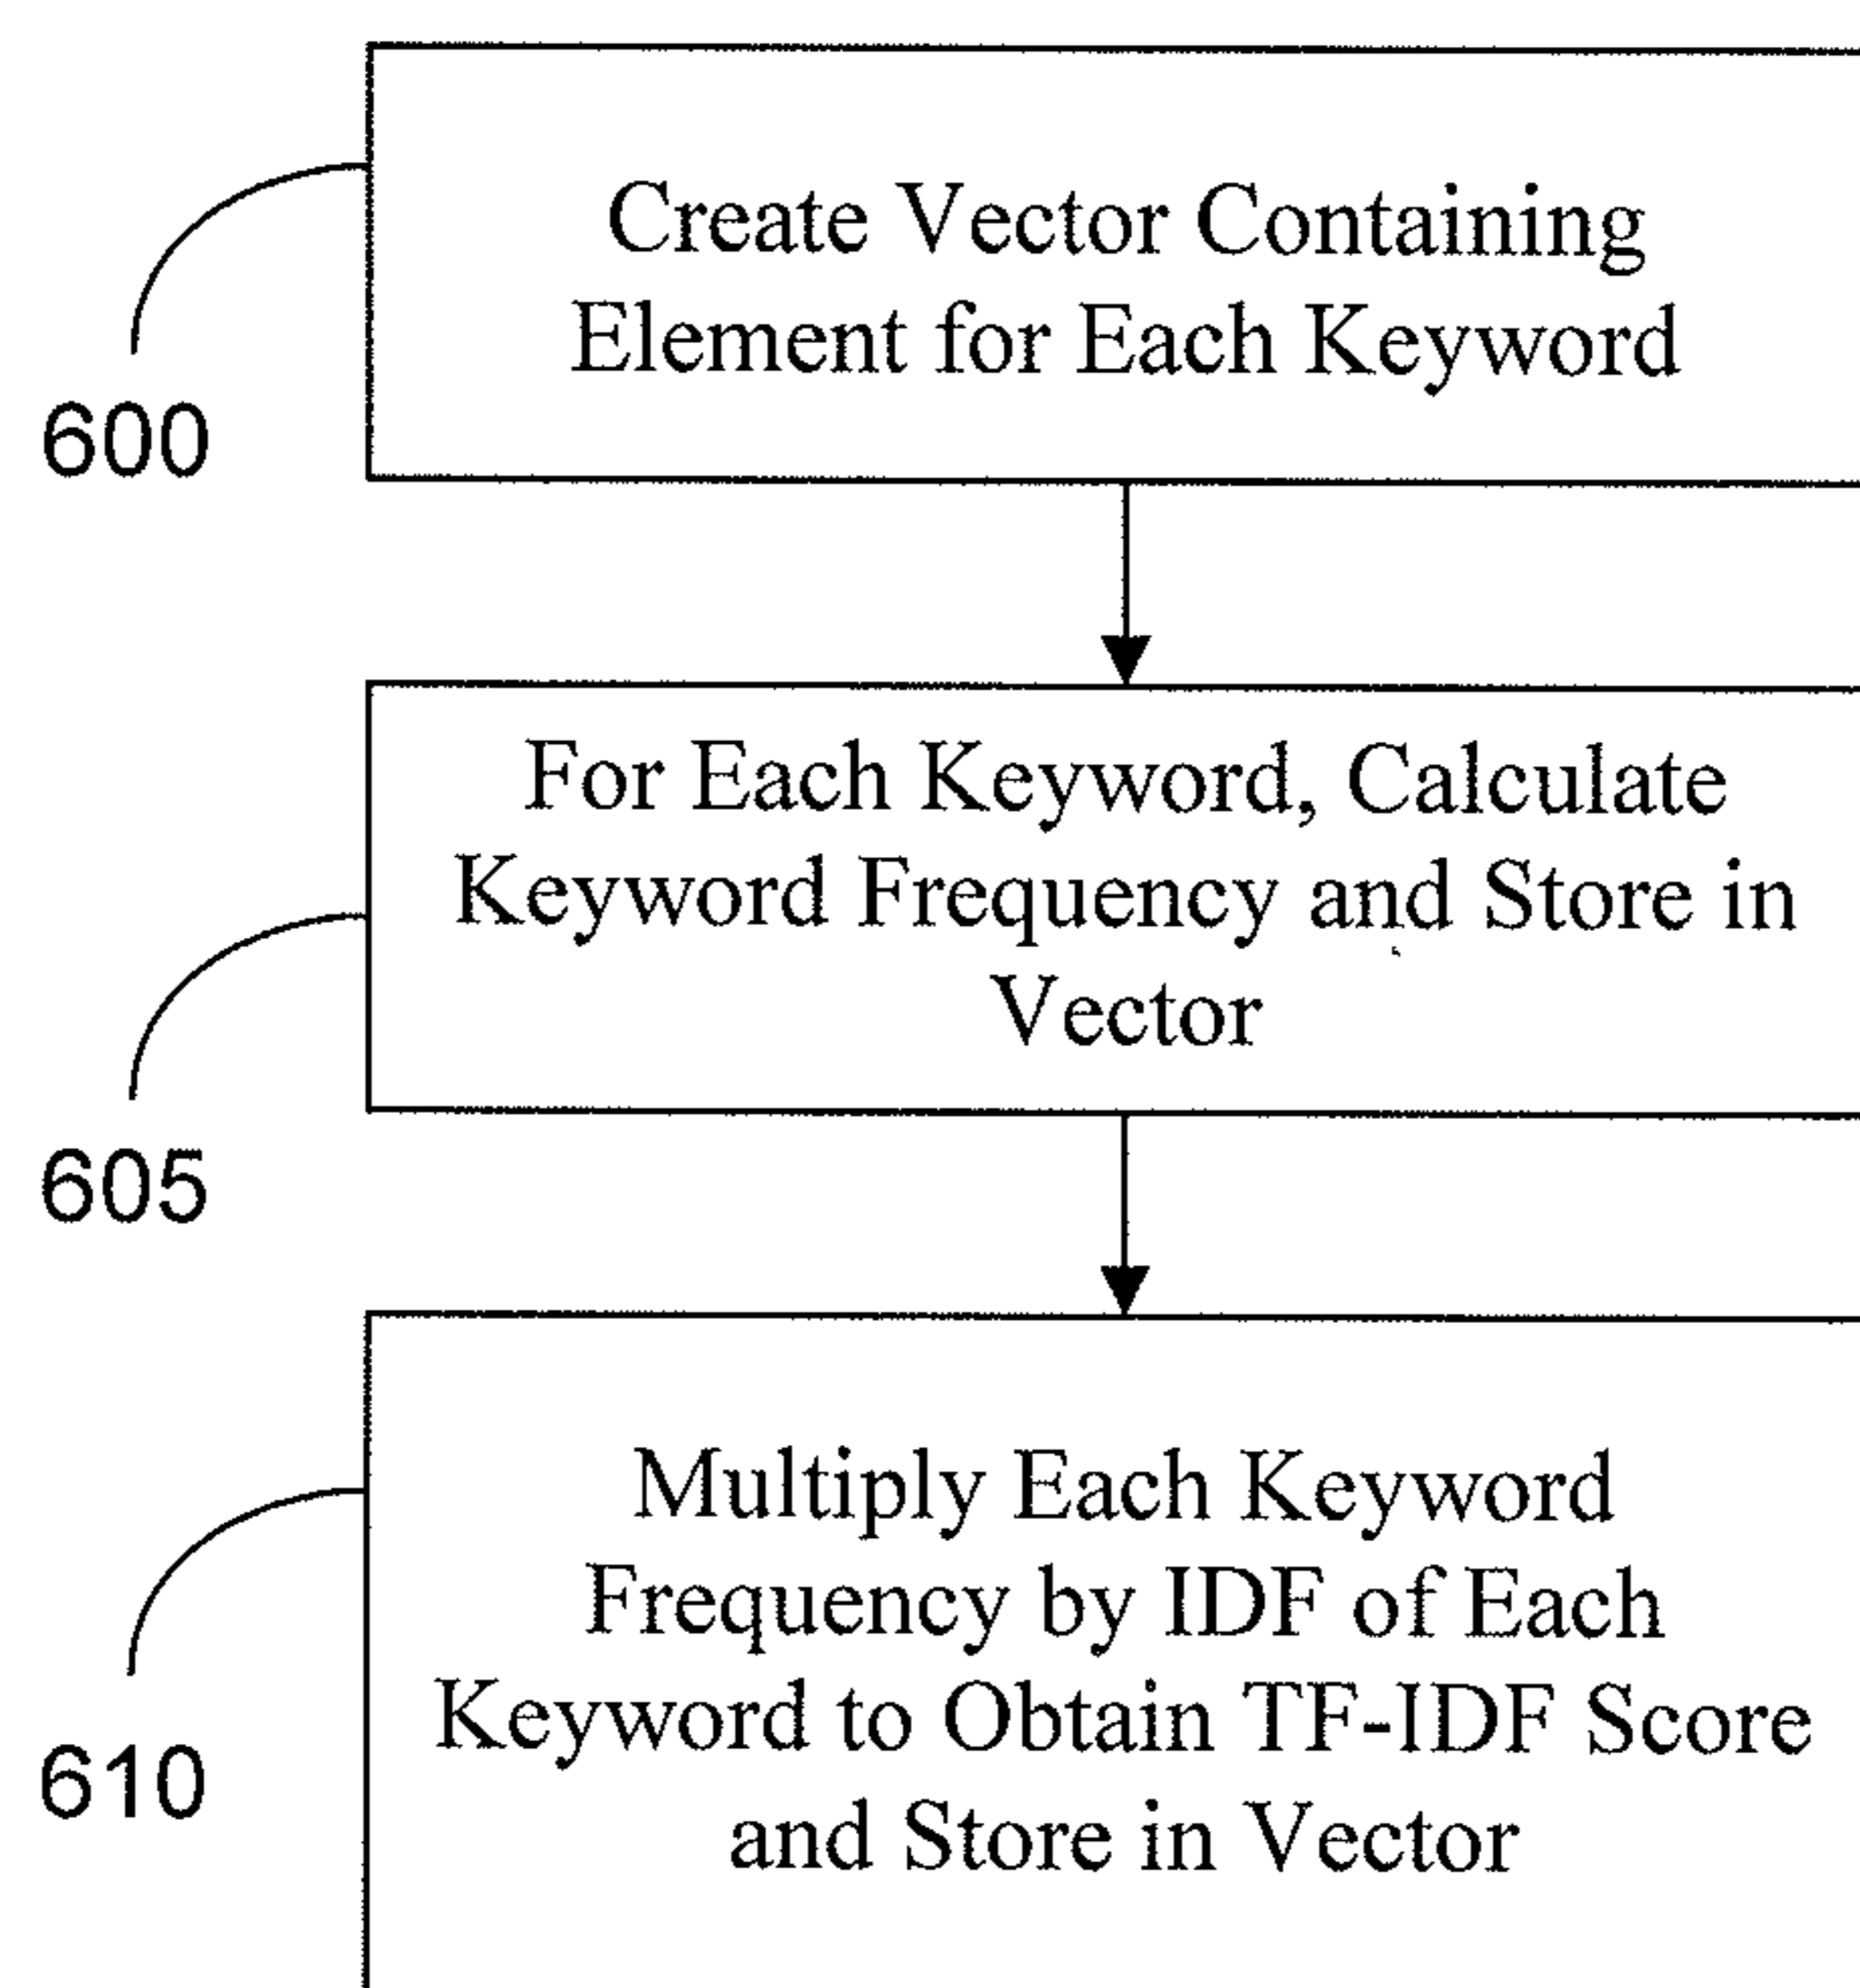 Create Vector Containing
Element for Each Keyword
600
For Each Keyword, Calculate
Keyword Frequency and Store in
Vector
605
Multiply Each Keyword
Frequency by IDF of Each
Keyword to Obtain TF-IDF Score
and Store in Vector
610